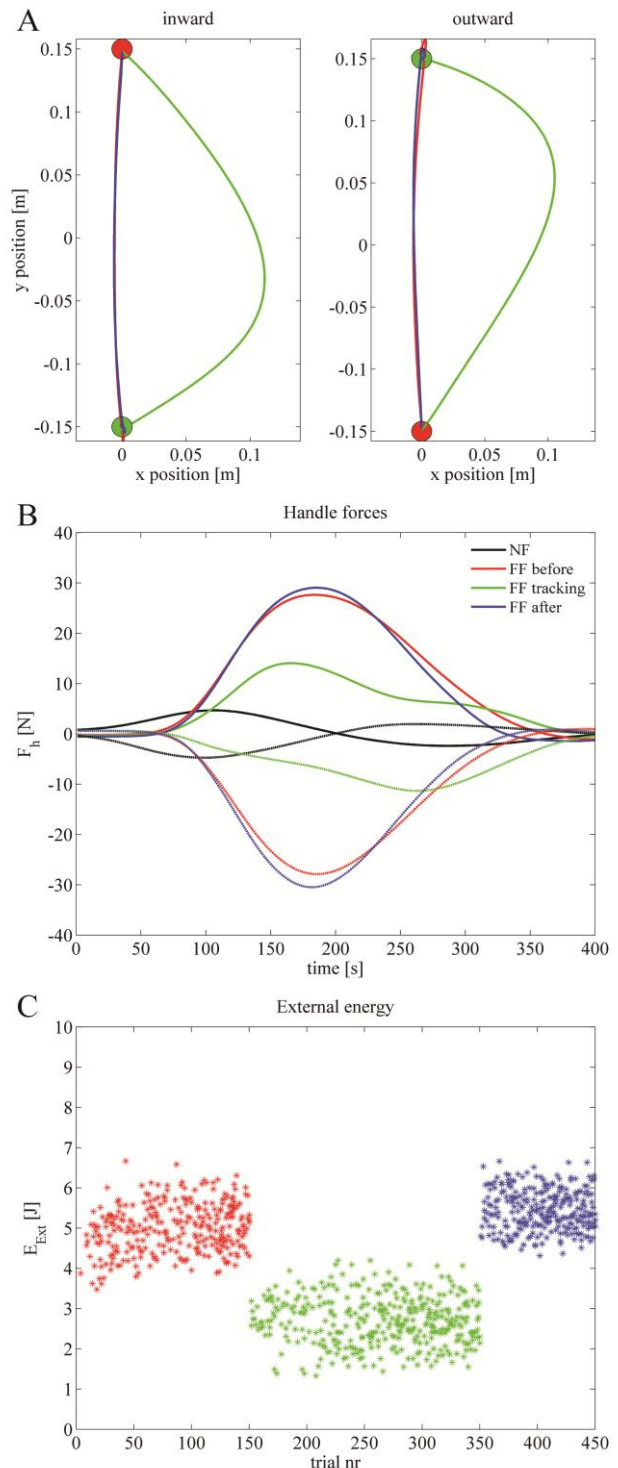 A
inward
outward
y position [m]
0.15
0.1
0.05
0
-0.05
-0.1
-0.15
0 0.05 0.1
x position [m]
0.15
0.1
0.05
0
-0.05
-0.1
-0.15
0 0.05 0.1
x position [m]
B
Handle forces
NF
FF before
FF tracking
FF after
F_h [N]
40
30
20
10
0
-10
-20
-30
-40
0 50 100 150 200 250 300 350 400
time [s]
C
External energy
E_Ext [J]
10
9
8
7
6
5
4
3
2
1
0
0 50 100 150 200 250 300 350 400 450
trial nr